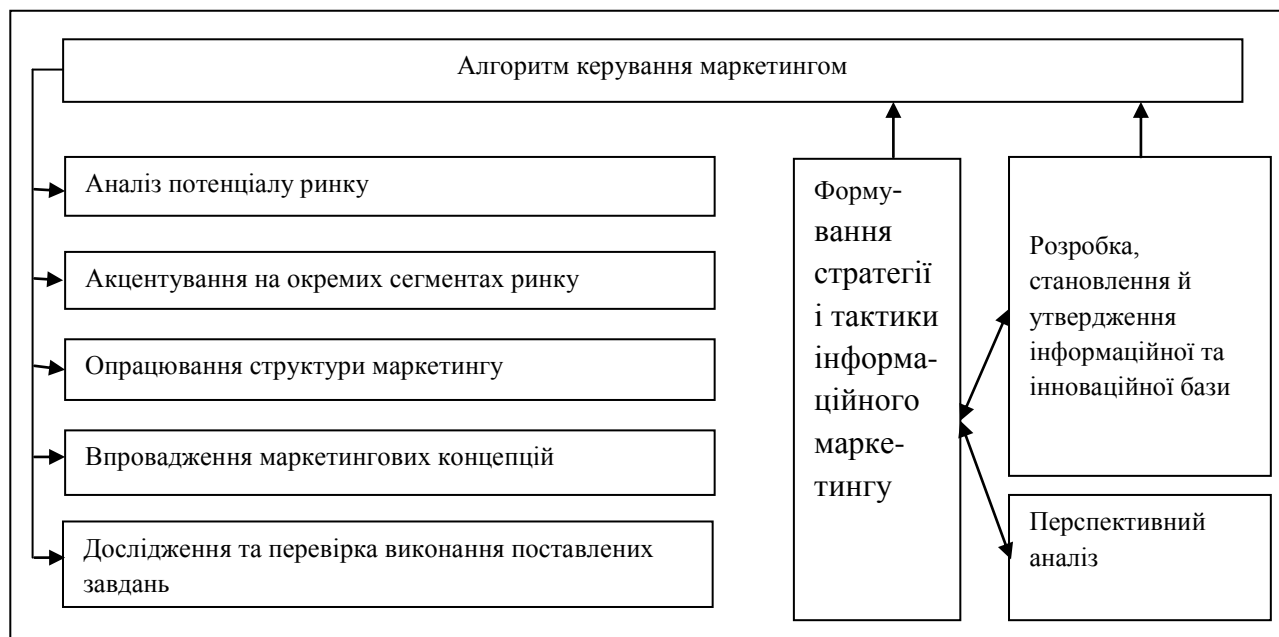 Алгоритм керування маркетингом
Аналіз потенціалу ринку
Акцентування на окремих сегментах ринку
Опрацювання структури маркетингу
Впровадження маркетингових концепцій
Дослідження та перевірка виконання поставлених
завдань
Форму-
вання
стратегії
і тактики
інформа-
ційного
марке-
тингу
Розробка,
становлення й
утвердження
інформаційної та
інноваційної бази
Перспективний
аналіз